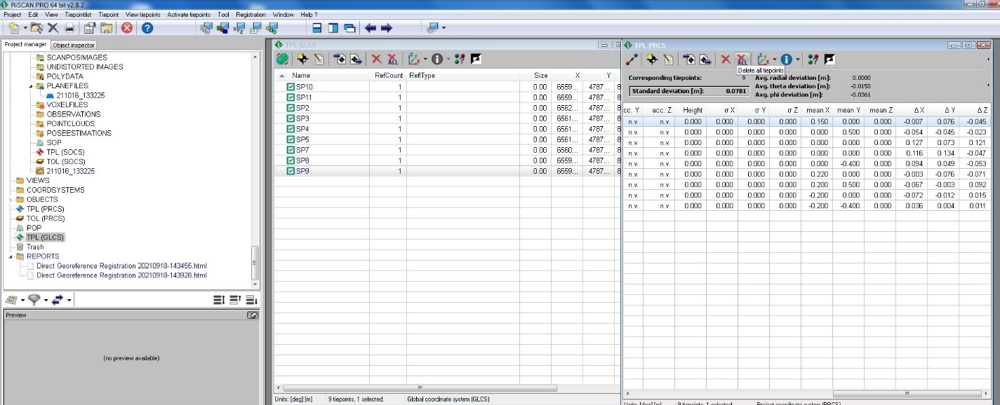 RiSCAN PRO 64 bit v2.8.2
Project Edit View Tiepointlist Tiepoint View tiepoints Activate tiepoints Tool Registration Window Help ?
Project manager Object inspector
SCANPOSIMAGES
UNDISTORTED IMAGES
POLYDATA
PLANEFILES
211016_133225
VOXELFILES
OBSERVATIONS
POINTCLOUDS
POSEESTIMATIONS
SOP
TPL (SOCS)
TOL (SOCS)
211016_133225
VIEWS
COORDSYSTEMS
OBJECTS
TPL (PRCS)
TOL (PRCS)
POP
TPL (GLCS)
Trash
REPORTS
Direct Georeference Registration 20210918-143455.html
Direct Georeference Registration 20210918-143928.html
Preview
(no preview available)
TPL GLCS
Name RefCount ReflType Size X Y
SP10 1 0.00 6559... 4787... 8
SP11 1 0.00 6559... 4787... 8
SP2 1 0.00 6562... 4787... 8
SP3 1 0.00 6561... 4787... 8
SP4 1 0.00 6561... 4787... 8
SP5 1 0.00 6561... 4787... 8
SP7 1 0.00 6560... 4787... 8
SP8 1 0.00 6559... 4787... 8
SP9 1 0.00 6559... 4787... 8
Units: [deg] [m] 9 tiepoints, 1 selected. Global coordinate system (GLCS)
TPL PRCS
Delete all tiepoints
Corresponding tiepoints: 9 Avg. radial deviation [m]: 0.0000
Avg. theta deviation [m]: -0.0150
Standard deviation [m]: 0.0781 Avg. phi deviation [m]: -0.0361
cc. Y acc. Z Height σ X σ Y σ Z mean X mean Y mean Z Δ X Δ Y Δ Z
n.v. n.v. 0.000 0.000 0.000 0.000 0.150 0.000 0.000 -0.007 0.076 -0.045
n.v. n.v. 0.000 0.000 0.000 0.000 0.000 0.500 0.000 -0.054 -0.045 -0.023
n.v. n.v. 0.000 0.000 0.000 0.000 0.000 0.000 0.000 0.127 0.073 0.121
n.v. n.v. 0.000 0.000 0.000 0.000 0.000 0.000 0.000 0.116 0.134 -0.047
n.v. n.v. 0.000 0.000 0.000 0.000 0.000 -0.400 0.000 0.094 0.049 -0.053
n.v. n.v. 0.000 0.000 0.000 0.000 0.220 0.000 0.000 -0.003 -0.076 -0.071
n.v. n.v. 0.000 0.000 0.000 0.000 0.200 0.500 0.000 -0.067 -0.003 0.092
n.v. n.v. 0.000 0.000 0.000 0.000 -0.200 0.000 0.000 -0.072 -0.012 0.015
n.v. n.v. 0.000 0.000 0.000 0.000 -0.200 -0.400 0.000 0.036 0.004 0.011
Units: [deg] [m] 9 tiepoints, 1 selected. Project coordinate system (PRCS)